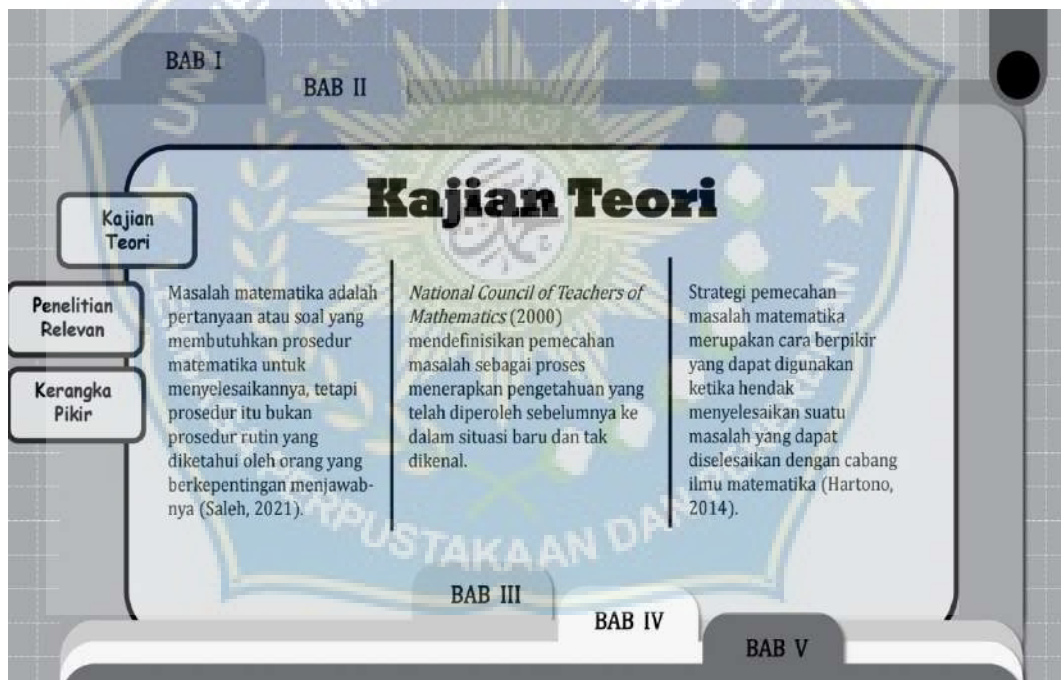 BAB I
BAB II
Kajian Teori
Kajian
Teori
Penelitian
Relevan
Kerangka
Pikir
Masalah matematika adalah
pertanyaan atau soal yang
membutuhkan prosedur
matematika untuk
menyelesaikannya, tetapi
prosedur itu bukan
prosedur rutin yang
diketahui oleh orang yang
berkepentingan menjawab-
nya (Saleh, 2021).
National Council of Teachers of
Mathematics (2000)
mendefinisikan pemecahan
masalah sebagai proses
menerapkan pengetahuan yang
telah diperoleh sebelumnya ke
dalam situasi baru dan tak
dikenal.
Strategi pemecahan
masalah matematika
merupakan cara berpikir
yang dapat digunakan
ketika hendak
menyelesaikan suatu
masalah yang dapat
diselesaikan dengan cabang
ilmu matematika (Hartono,
2014).
BAB III
BAB IV
BAB V